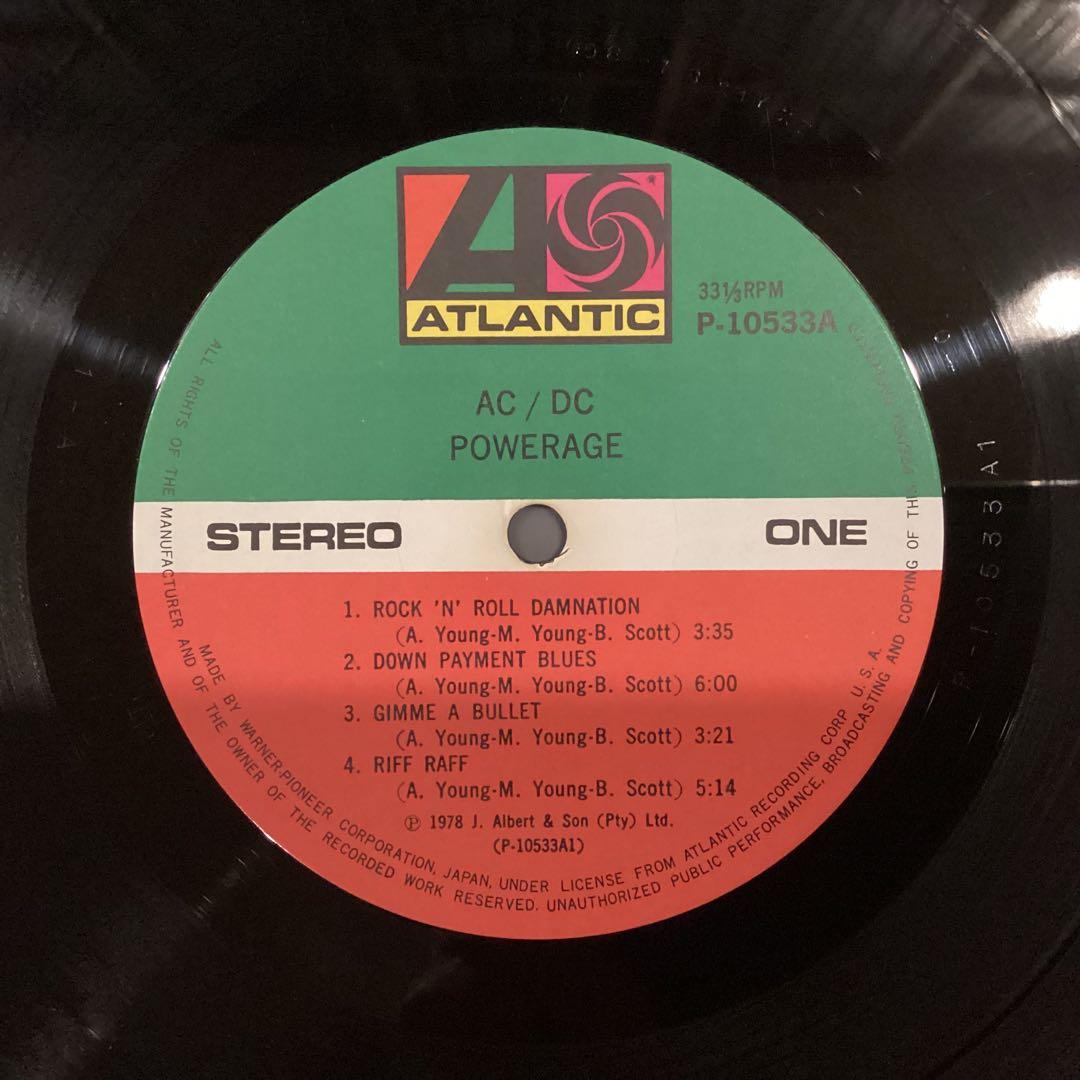 ATLANTIC
33⅓RPM
P-10533A
AC / DC
POWERAGE
STEREO
ONE
1. ROCK 'N' ROLL DAMNATION
(A. Young-M. Young-B. Scott) 3:35
2. DOWN PAYMENT BLUES
(A. Young-M. Young-B. Scott) 6:00
3. GIMME A BULLET
(A. Young-M. Young-B. Scott) 3:21
4. RIFF RAFF
(A. Young-M. Young-B. Scott) 5:14
℗ 1978 J. Albert & Son (Pty) Ltd.
(P-10533A1)
MADE BY WARNER-PIONEER CORPORATION, JAPAN, UNDER LICENSE FROM ATLANTIC RECORDING CORP U. S. A.
ALL RIGHTS OF THE MANUFACTURER AND OF THE OWNER OF THE RECORDED WORK RESERVED. UNAUTHORIZED PUBLIC PERFORMANCE, BROADCASTING AND COPYING OF THIS
P-10533A1